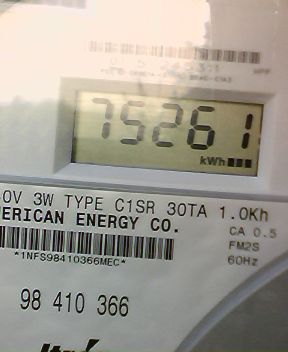 75261
kWh
0V 3W TYPE C1SR 30TA 1.0Kh
ERICAN ENERGY CO.
CA 0.5
FM2S
*1NFS98410366MEC*
60Hz
98 410 366